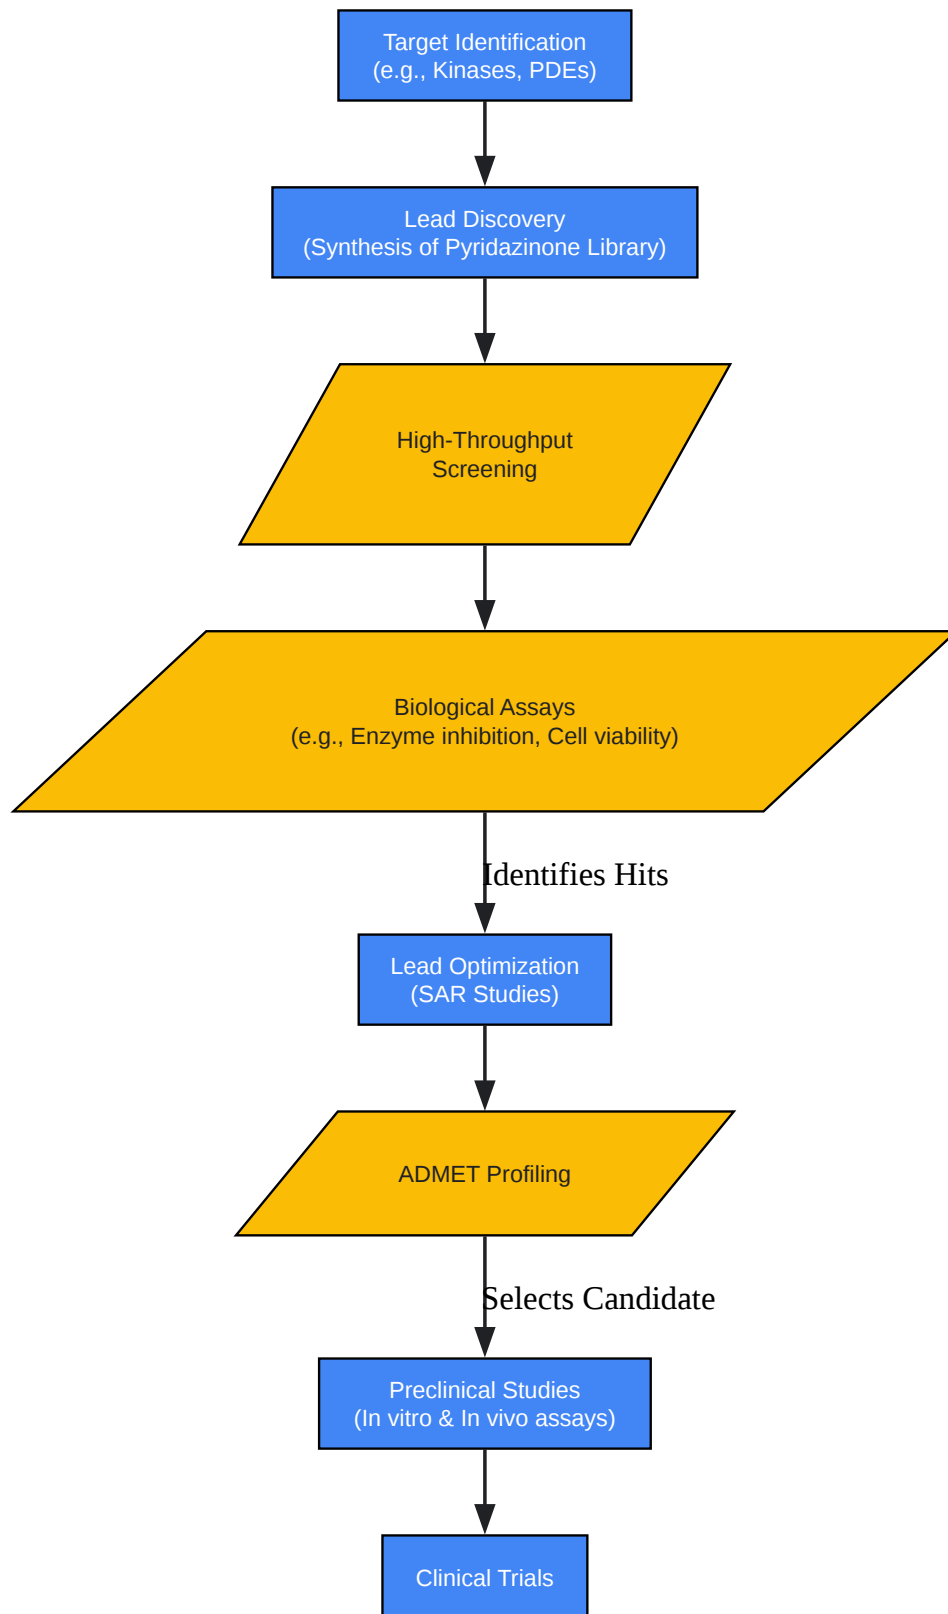 Target Identification
(e.g., Kinases, PDEs)
Lead Discovery
(Synthesis of Pyridazinone Library)
High-Throughput
Screening
Biological Assays
(e.g., Enzyme inhibition, Cell viability)
Identifies Hits
Lead Optimization
(SAR Studies)
ADMET Profiling
Selects Candidate
Preclinical Studies
(In vitro & In vivo assays)
Clinical Trials